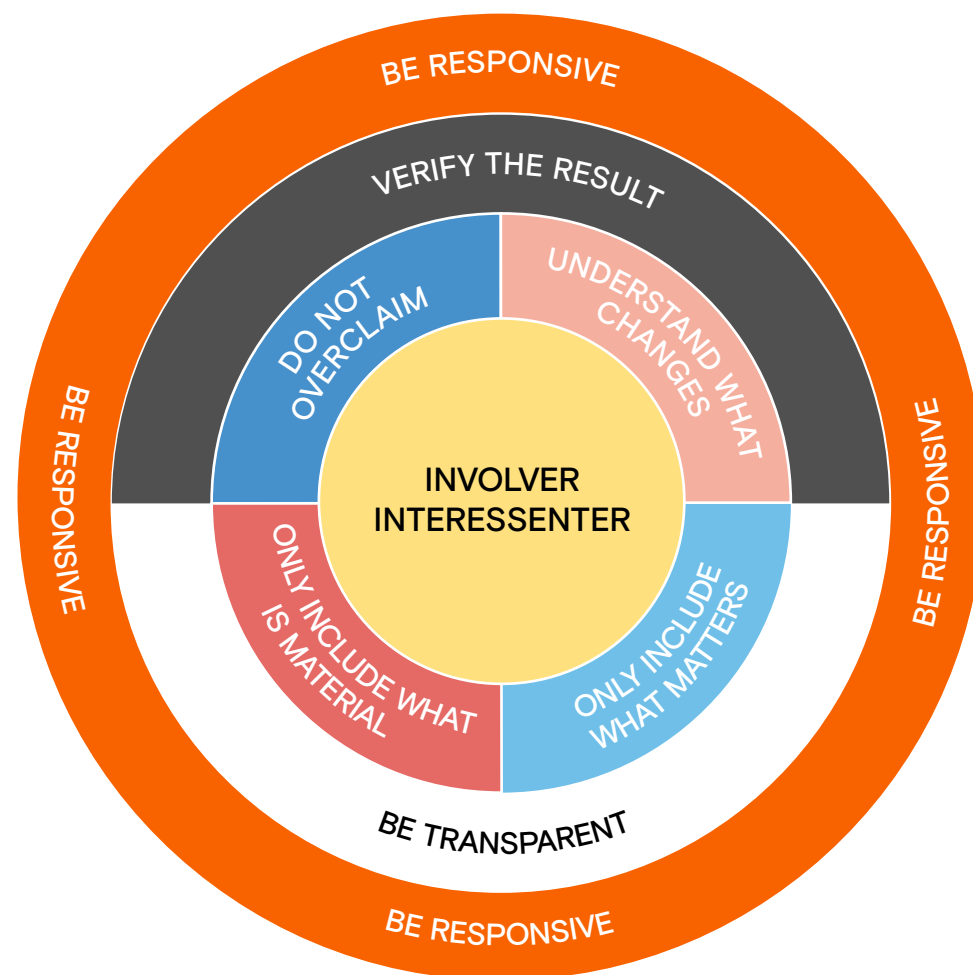 BE RESPONSIVE
VERIFY THE RESULT
DO NOT
OVERCLAIM
UNDERSTAND WHAT
CHANGES
BE RESPONSIVE
INVOLVER
INTERESSENTER
BE RESPONSIVE
ONLY INCLUDE WHAT
IS MATERIAL
ONLY INCLUDE
WHAT MATTERS
BE TRANSPARENT
BE RESPONSIVE